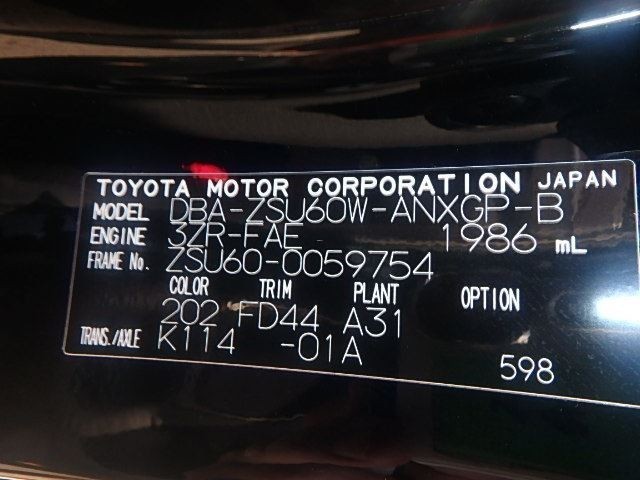 TOYOTA MOTOR CORPORATION JAPAN
MODEL DBA-ZSU60W-ANXGP-B
ENGINE 3ZR-FAE 1986 mL
FRAME No. ZSU60-0059754
COLOR TRIM PLANT OPTION
202 FD44 A31
TRANS./AXLE K114 -01A
598